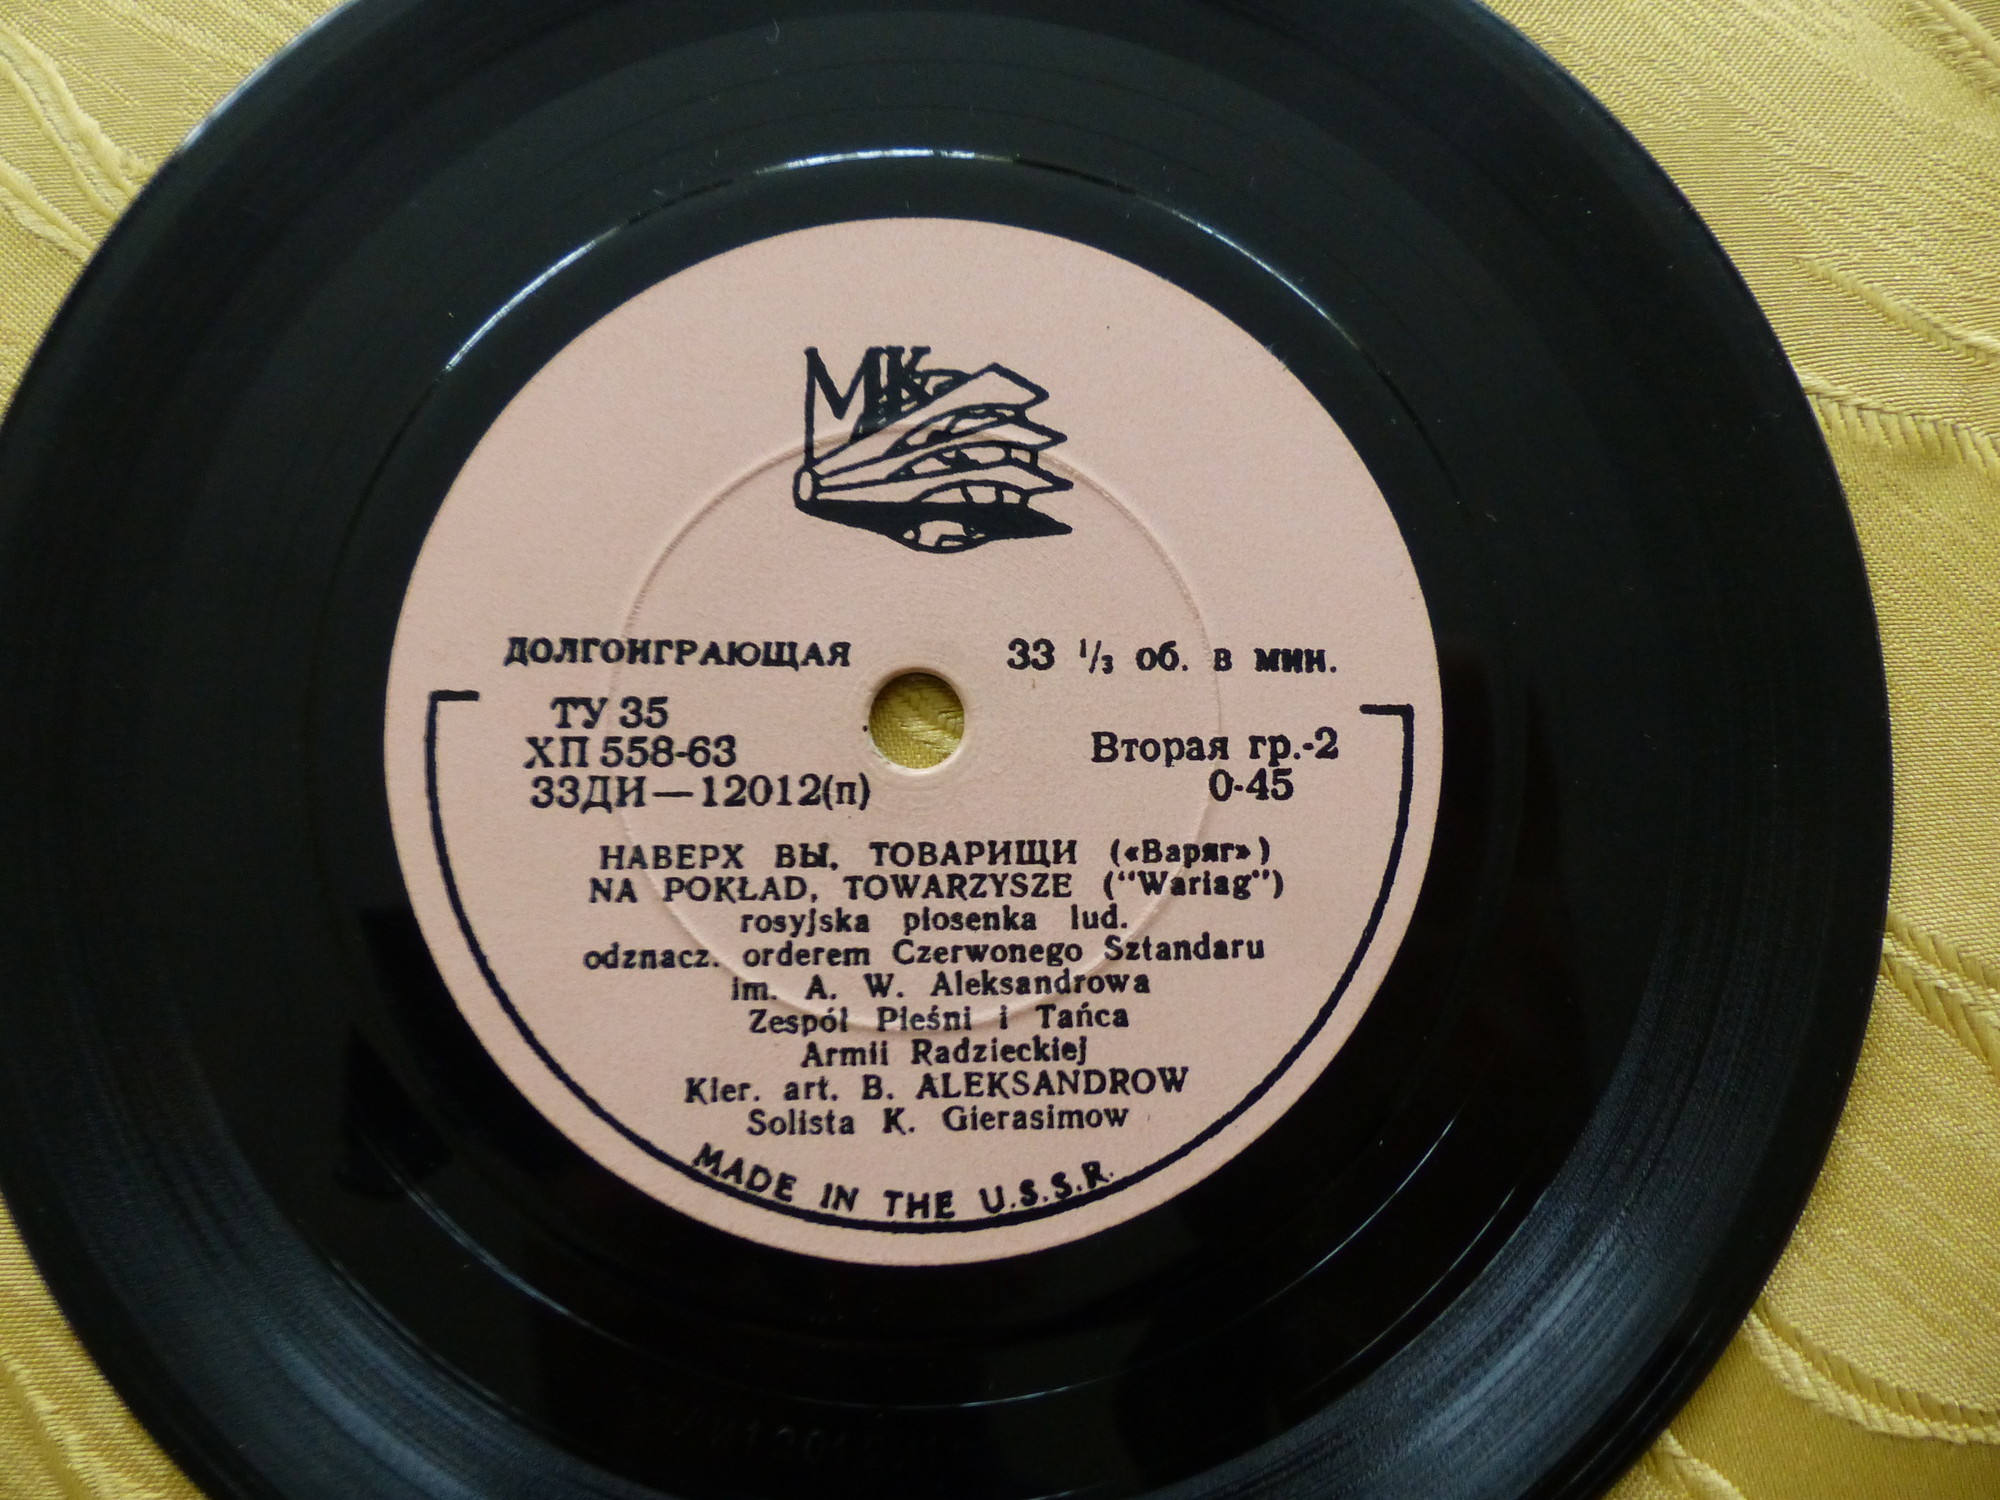 МК
ДОЛГОИГРАЮЩАЯ 33 1/3 об. в мин.
ТУ 35
ХП 558-63 Вторая гр.-2
33ДИ—12012(п) 0-45
НАВЕРХ ВЫ, ТОВАРИЩИ («Варяг»)
NA POKŁAD, TOWARZYSZE ("Wariag")
rosyjska piosenka lud.
odznacz. orderem Czerwonego Sztandaru
im. A. W. Aleksandrowa
Zespół Pieśni i Tańca
Armii Radzieckiej
Kier. art. B. ALEKSANDROW
Solista K. Gierasimow
MADE IN THE U.S.S.R.